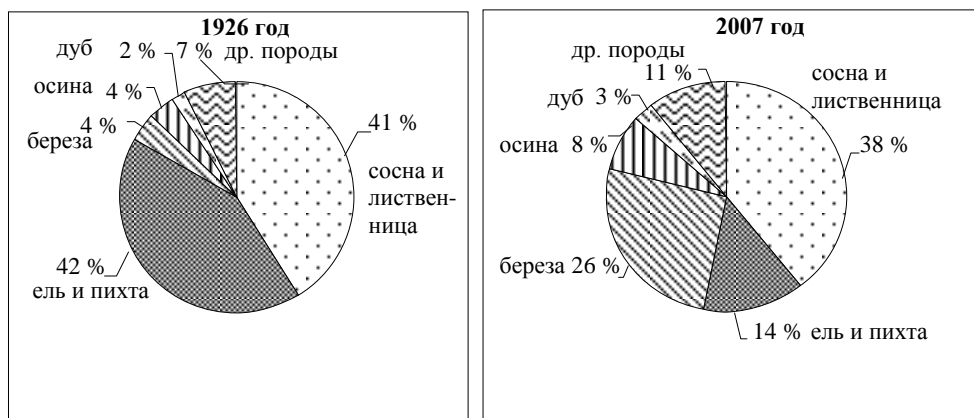 1926 год
дуб 2 % 7 % др. породы
осина 4 %
береза 4 %
41 %
сосна и
листвен-
ница
42 %
ель и пихта
2007 год
др. породы
11 %
сосна и
лиственница
дуб 3 %
осина 8 %
38 %
береза 26 %
14 % ель и пихта